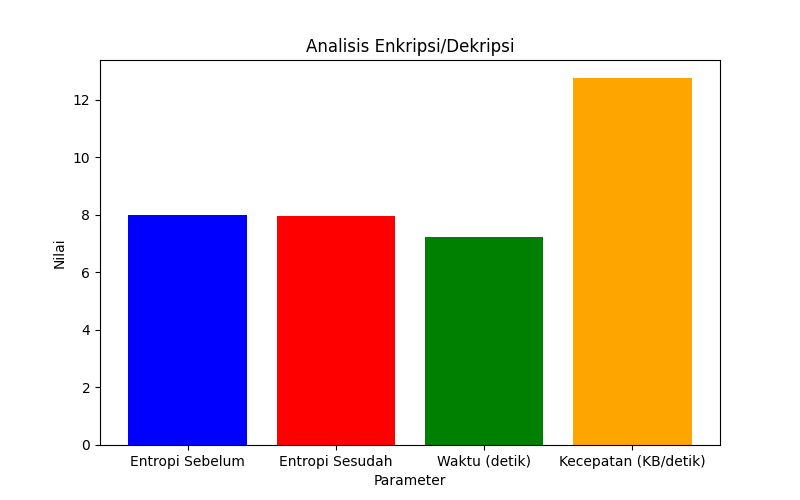 Analisis Enkripsi/Dekripsi
12
10
8
6
4
2
0
Nilai
Entropi Sebelum
Entropi Sesudah
Waktu (detik)
Kecepatan (KB/detik)
Parameter